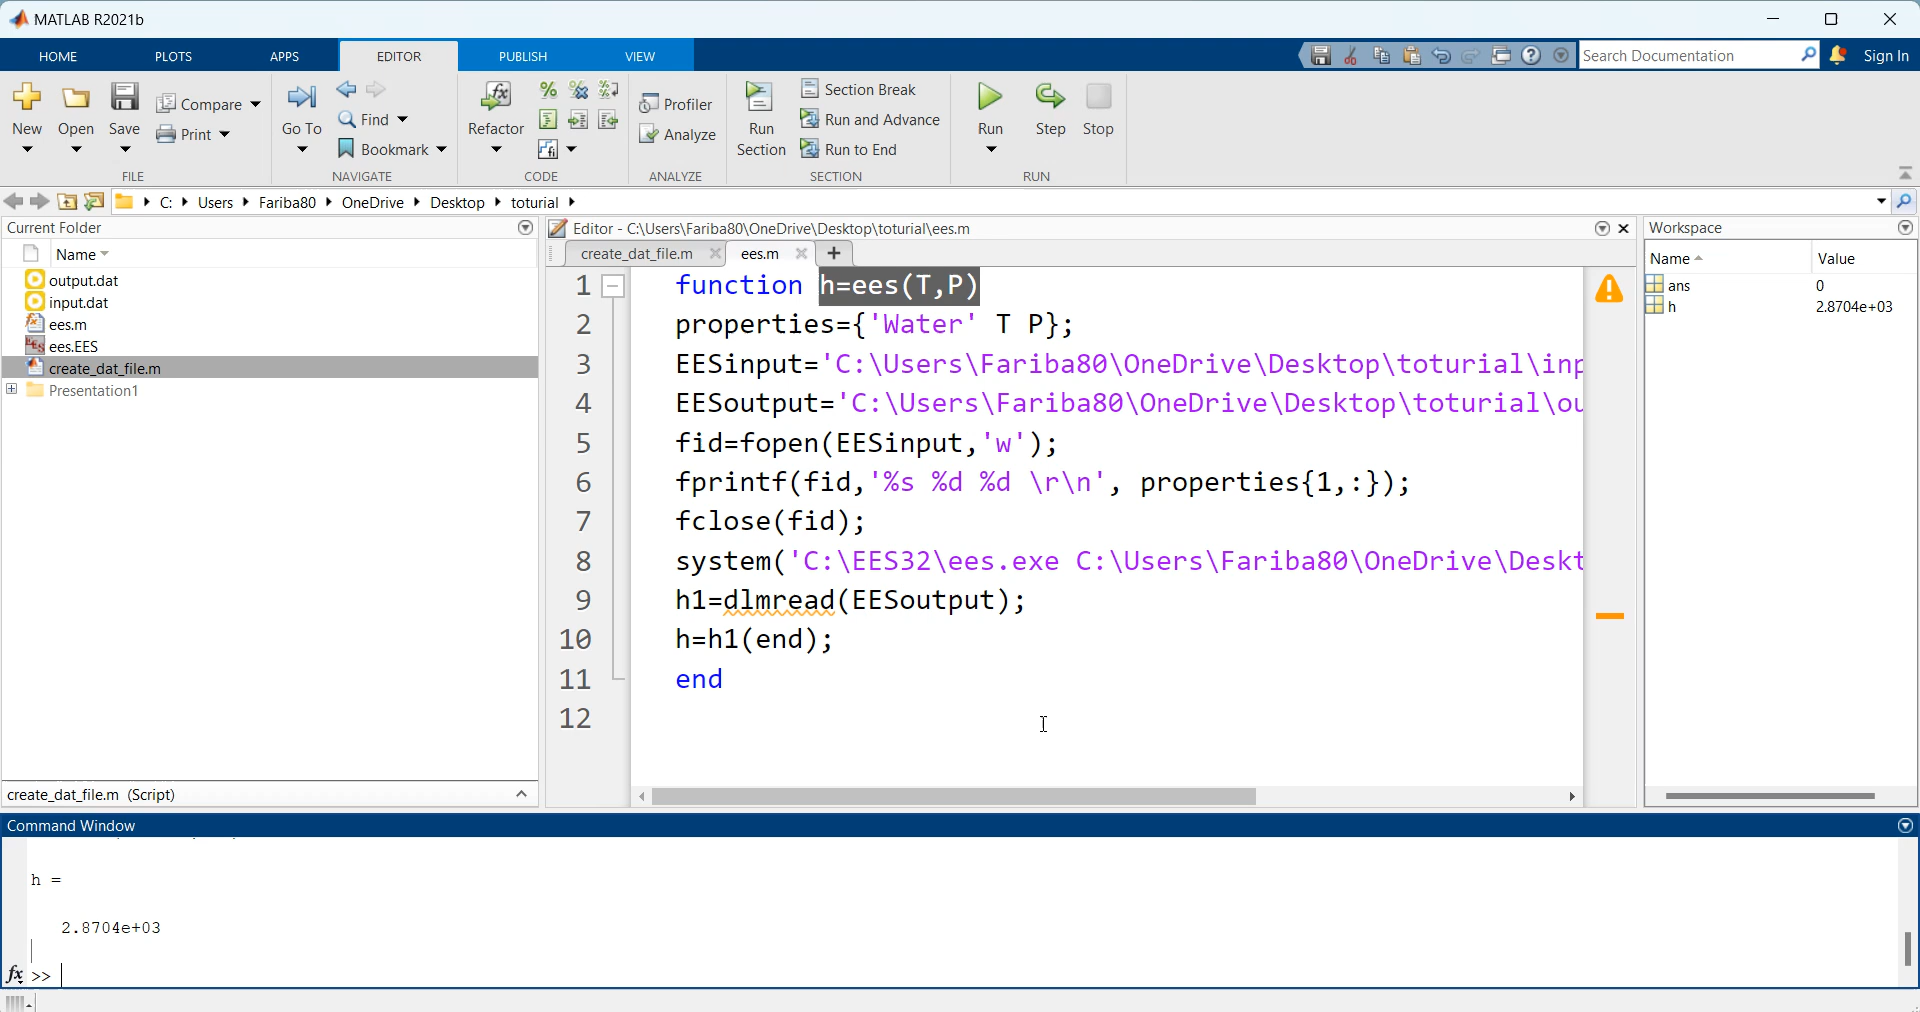 MATLAB R2021b
HOME PLOTS APPS EDITOR PUBLISH VIEW Search Documentation Sign In
New Open Save Compare Print
Go To Find Bookmark
Refactor
Profiler Analyze
Run Section Section Break Run and Advance Run to End
Run Step Stop
FILE NAVIGATE CODE ANALYZE SECTION RUN
C: Users Fariba80 OneDrive Desktop toturial
Current Folder
Name
output.dat
input.dat
ees.m
ees.EES
create_dat_file.m
Presentation1
create_dat_file.m (Script)
Editor - C:\Users\Fariba80\OneDrive\Desktop\toturial\ees.m
create_dat_file.m ees.m
1 function h=ees(T,P)
2 properties={'Water' T P};
3 EESinput='C:\Users\Fariba80\OneDrive\Desktop\toturial\inp
4 EESoutput='C:\Users\Fariba80\OneDrive\Desktop\toturial\ou
5 fid=fopen(EESinput,'w');
6 fprintf(fid,'%s %d %d \r\n', properties{1,:});
7 fclose(fid);
8 system('C:\EES32\ees.exe C:\Users\Fariba80\OneDrive\Deskt
9 h1=dlmread(EESoutput);
10 h=h1(end);
11 end
12
Workspace
Name Value
ans 0
h 2.8704e+03
Command Window
h =
2.8704e+03
fx >>